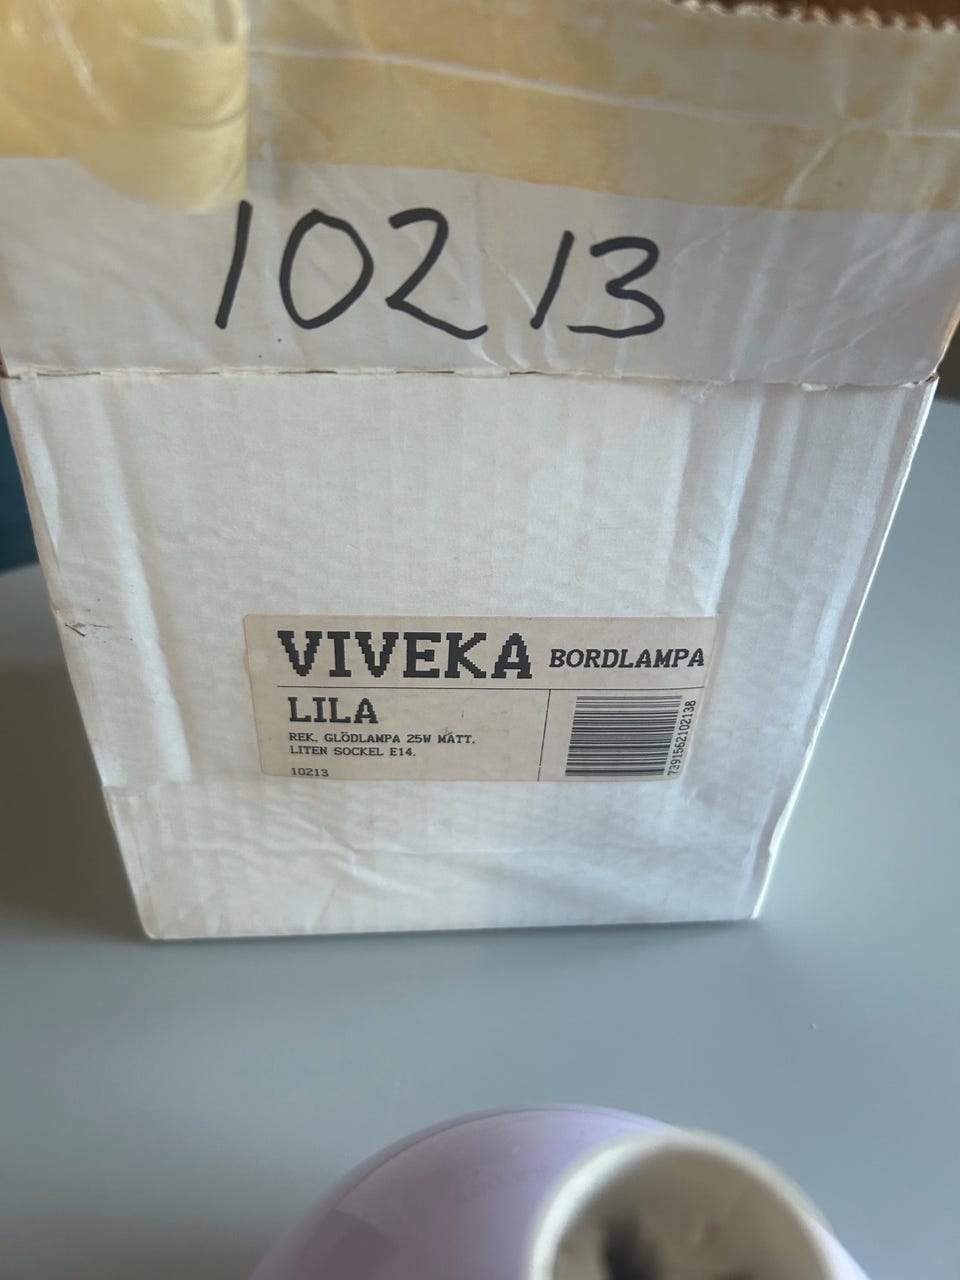 10213
VIVEKA BORDLAMPA
LILA
REK. GLÖDLAMPA 25W MATT.
LITEN SOCKEL E14.
10213
7391562102138